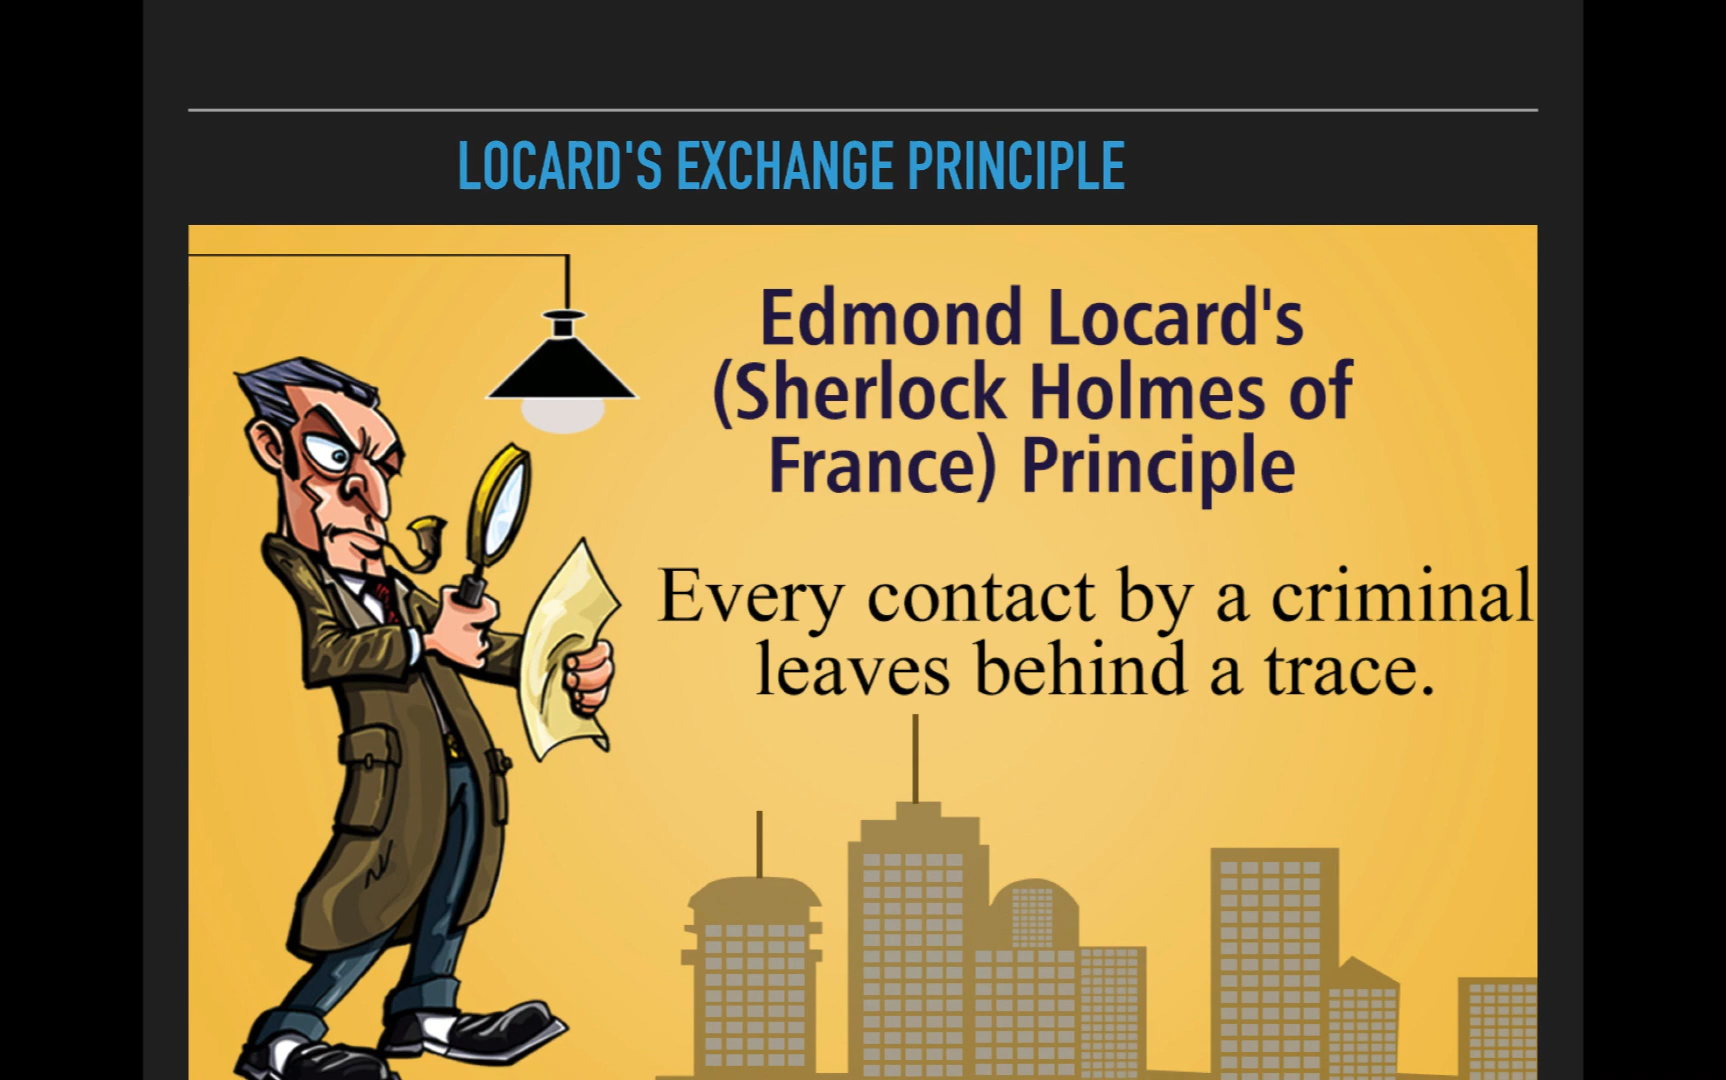 LOCARD'S EXCHANGE PRINCIPLE
Edmond Locard's
(Sherlock Holmes of
France) Principle
Every contact by a criminal
leaves behind a trace.